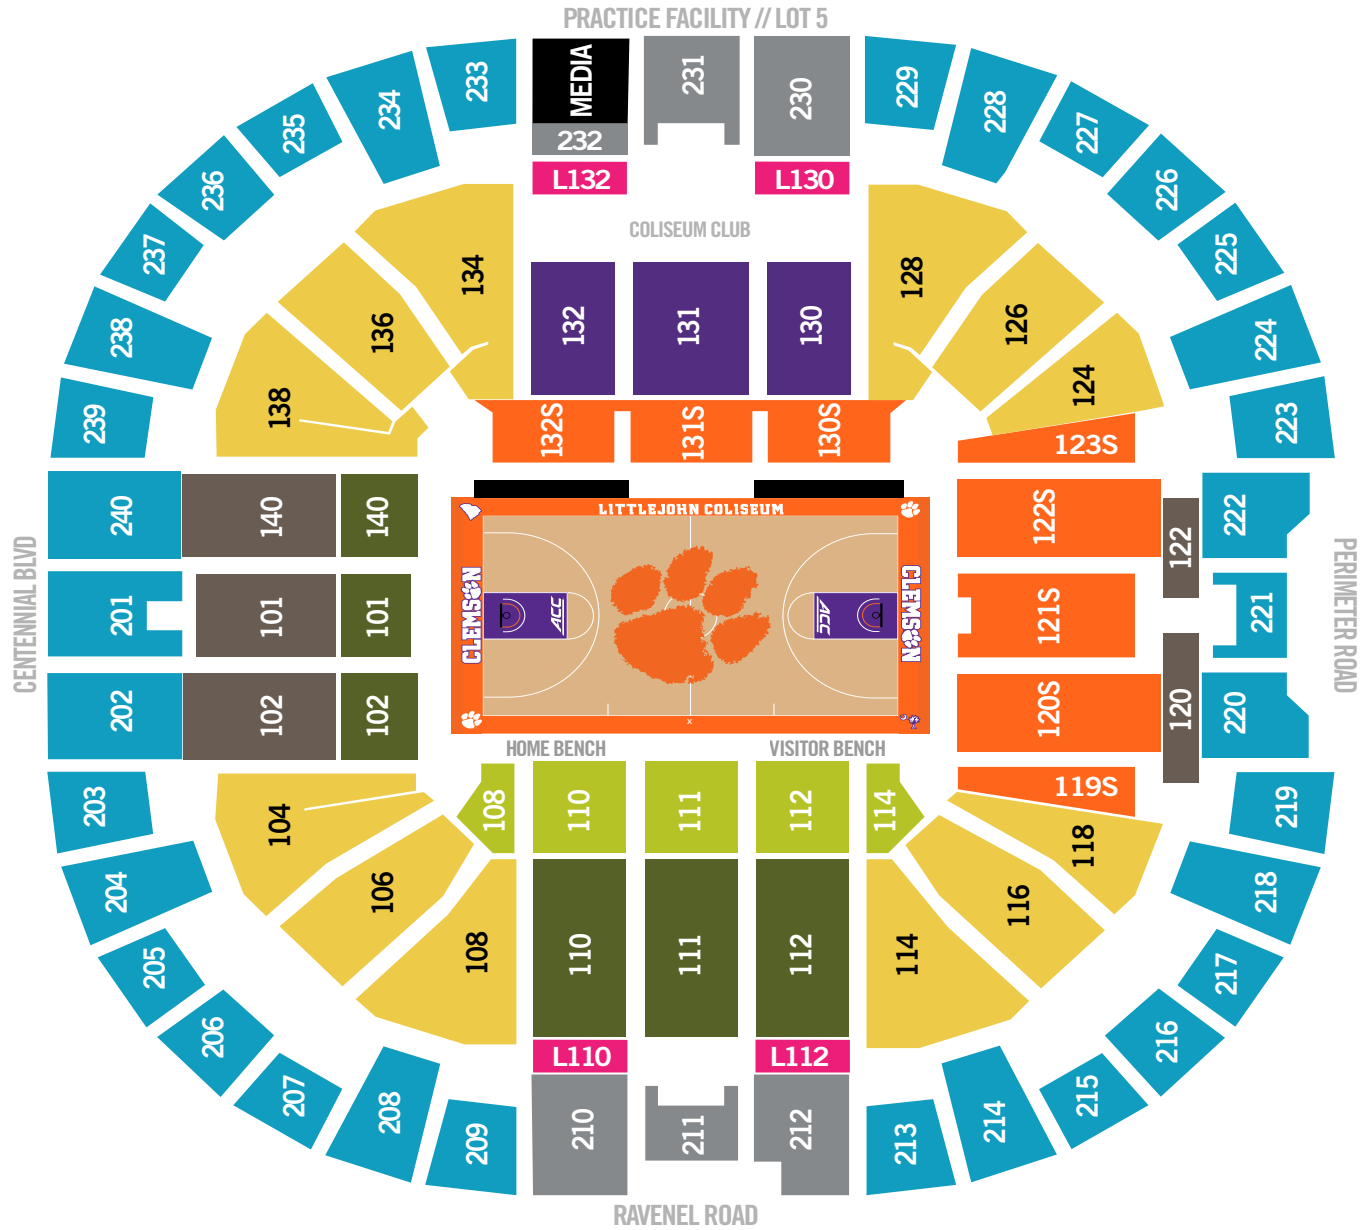 PRACTICE FACILITY // LOT 5
233
MEDIA
232
231
230
229
234
228
235
227
236
226
237
225
238
224
239
223
L132
L130
COLISEUM CLUB
134
128
136
126
138
124
132
131
130
132S
131S
130S
123S
240
140
140
122S
122
222
201
101
101
121S
221
202
102
102
120S
120
220
CENTENNIAL BLVD
PERIMETER ROAD
LITTLEJOHN COLISEUM
CLEMSON
ACC
ACC
CLEMSON
x
HOME BENCH
VISITOR BENCH
203
104
108
110
111
112
114
119S
118
219
204
106
108
110
111
112
114
116
218
205
217
206
216
207
215
208
214
209
213
L110
L112
210
211
212
RAVENEL ROAD